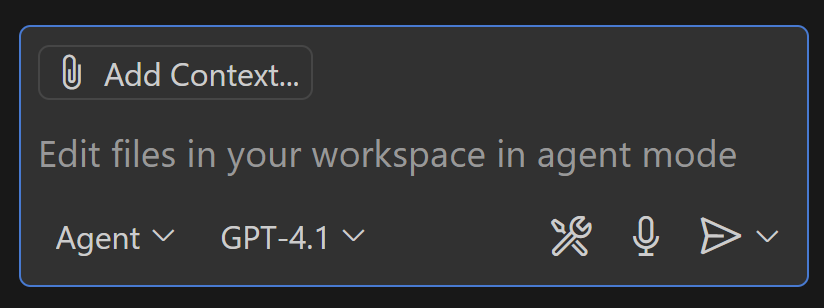 Add Context...
Edit files in your workspace in agent mode
Agent GPT-4.1